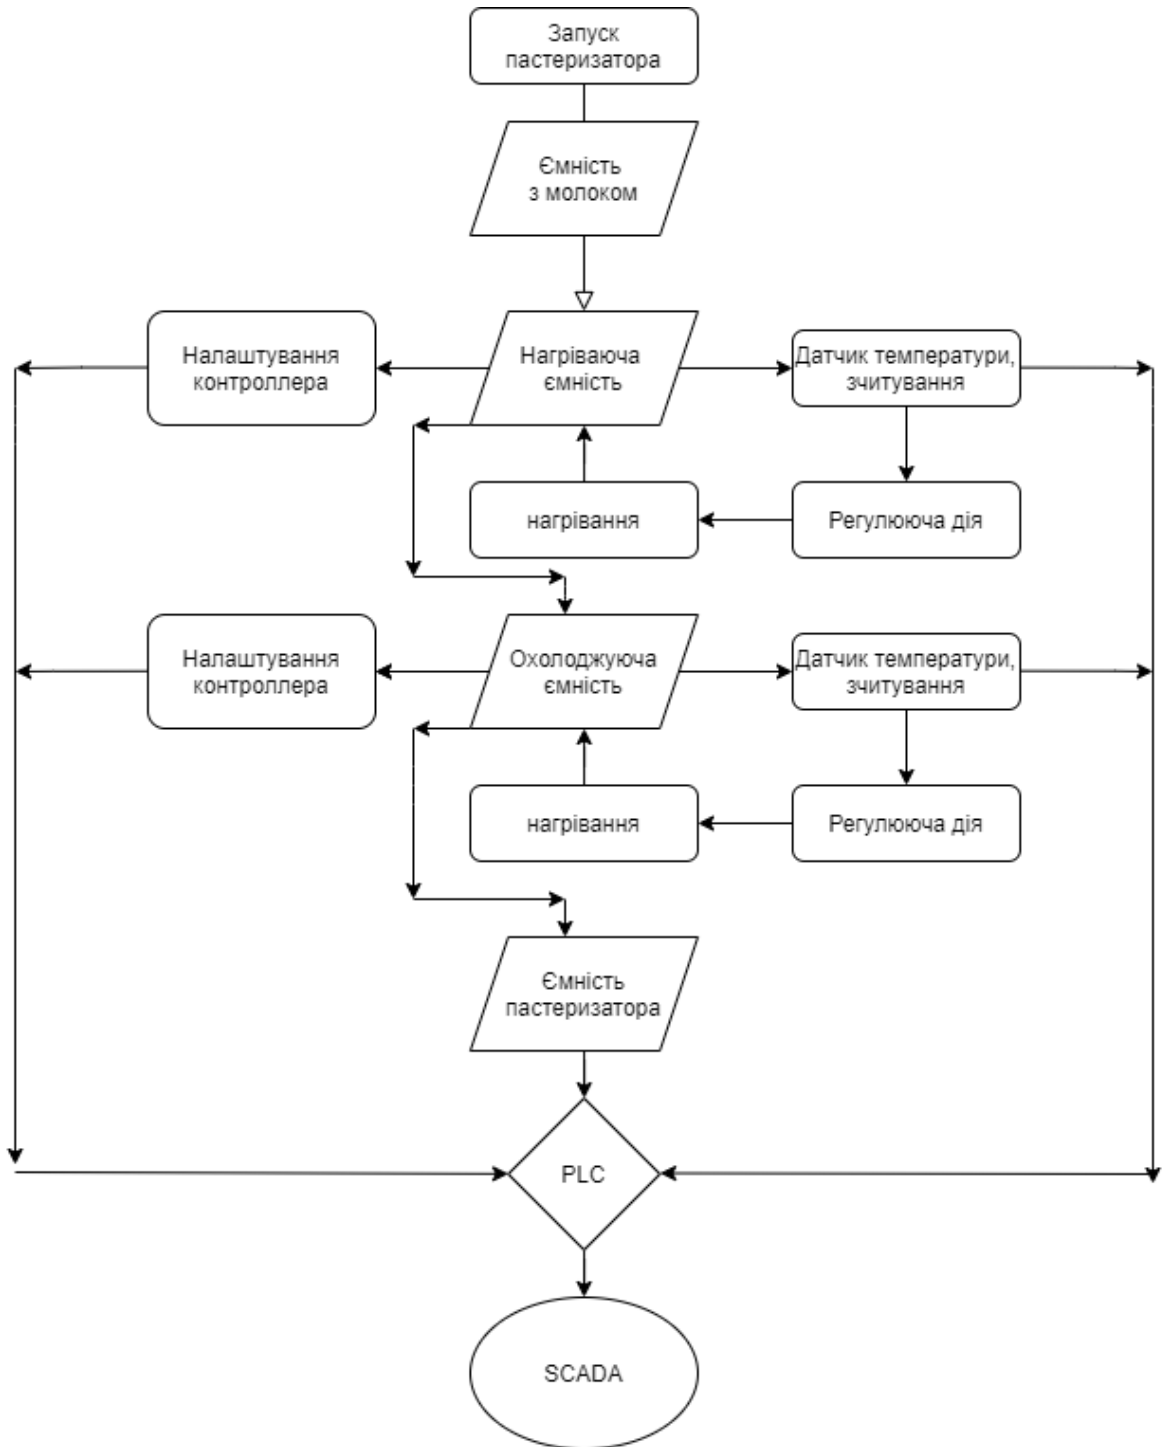 Запуск
пастеризатора
Ємність
з молоком
Налаштування
контроллера
Нагріваюча
ємність
Датчик температури,
зчитування
нагрівання
Регулююча дія
Налаштування
контроллера
Охолоджуюча
ємність
Датчик температури,
зчитування
нагрівання
Регулююча дія
Ємність
пастеризатора
PLC
SCADA